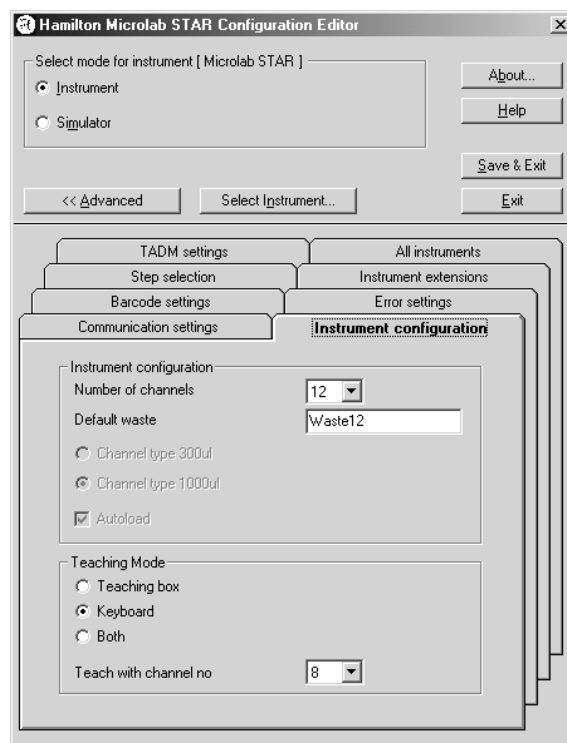 Hamilton Microlab STAR Configuration Editor
Select mode for instrument [ Microlab STAR ]
Instrument
Simulator
About...
Help
Save & Exit
<< Advanced
Select Instrument...
Exit
TADM settings
All instruments
Step selection
Instrument extensions
Barcode settings
Error settings
Communication settings
Instrument configuration
Instrument configuration
Number of channels
12
Default waste
Waste12
Channel type 300ul
Channel type 1000ul
Autoload
Teaching Mode
Teaching box
Keyboard
Both
Teach with channel no
8